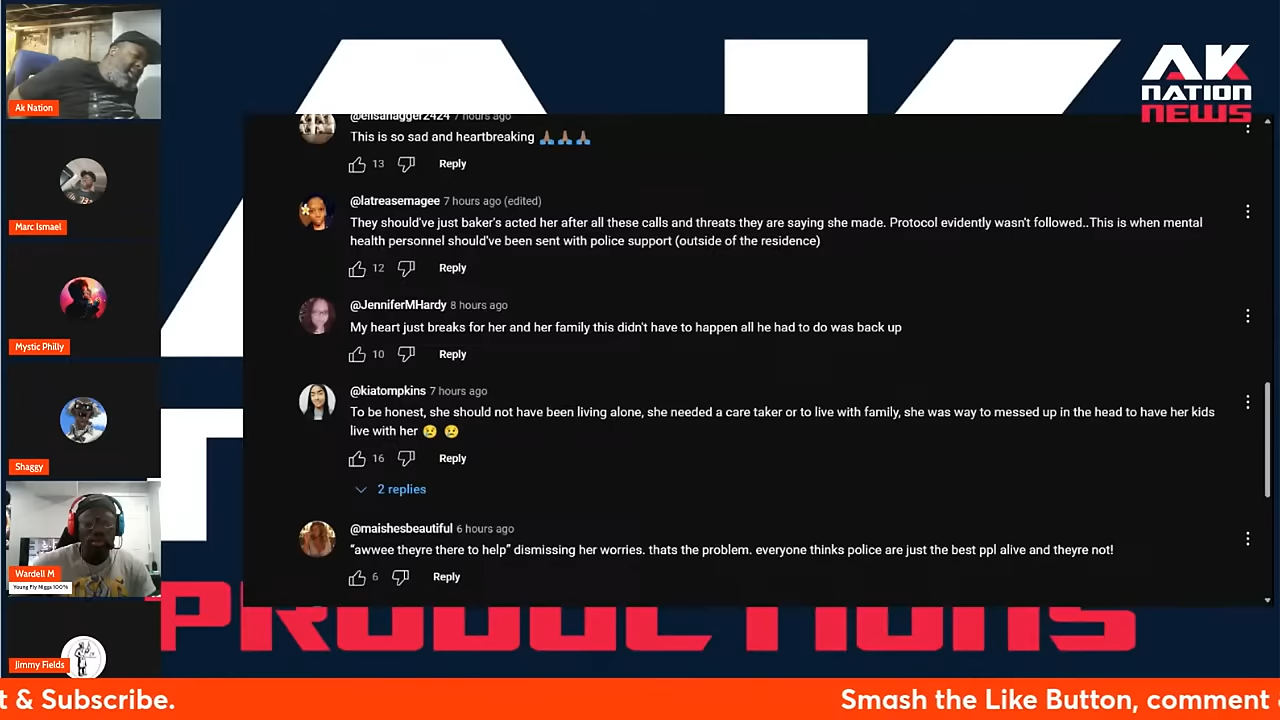 Ak Nation
Marc Ismael
Mystic Philly
Shaggy
Wardell M
Young Fly Nigga 100%
Jimmy Fields
AK
NATION
NEWS
@elisahagger2424 7 hours ago
This is so sad and heartbreaking 🙏🏽🙏🏽🙏🏽
13 Reply
@latreasemagee 7 hours ago (edited)
They should've just baker's acted her after all these calls and threats they are saying she made. Protocol evidently wasn't followed..This is when mental
health personnel should've been sent with police support (outside of the residence)
12 Reply
@JenniferMHardy 8 hours ago
My heart just breaks for her and her family this didn't have to happen all he had to do was back up
10 Reply
@kiatompkins 7 hours ago
To be honest, she should not have been living alone, she needed a care taker or to live with family, she was way to messed up in the head to have her kids
live with her 😢 😢
16 Reply
2 replies
@maishesbeautiful 6 hours ago
“awwee theyre there to help” dismissing her worries. thats the problem. everyone thinks police are just the best ppl alive and theyre not!
6 Reply
PRODUCTIONS
t & Subscribe.
Smash the Like Button, comment